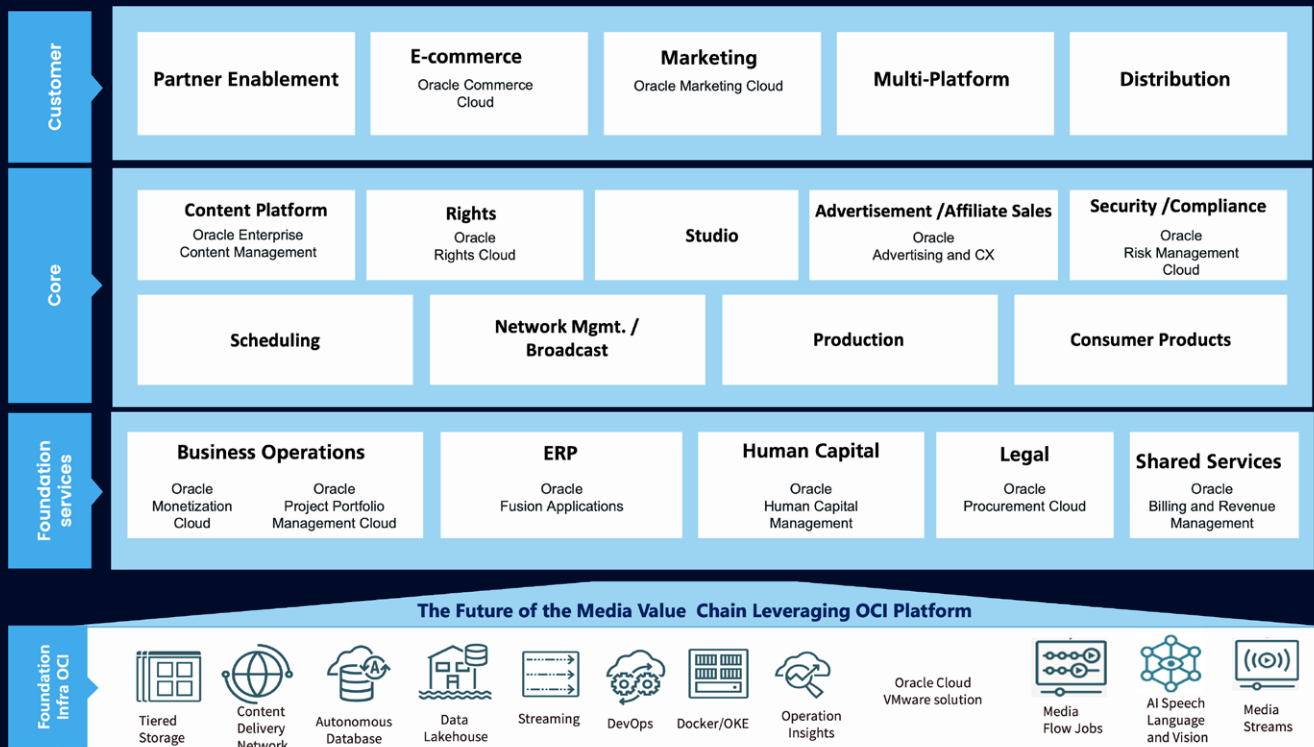 Customer
Partner Enablement
E-commerce
Oracle Commerce
Cloud
Marketing
Oracle Marketing Cloud
Multi-Platform
Distribution
Core
Content Platform
Oracle Enterprise
Content Management
Rights
Oracle
Rights Cloud
Studio
Advertisement /Affiliate Sales
Oracle
Advertising and CX
Security /Compliance
Oracle
Risk Management
Cloud
Scheduling
Network Mgmt. /
Broadcast
Production
Consumer Products
Foundation
services
Business Operations
Oracle
Monetization
Cloud
Oracle
Project Portfolio
Management Cloud
ERP
Oracle
Fusion Applications
Human Capital
Oracle
Human Capital
Management
Legal
Oracle
Procurement Cloud
Shared Services
Oracle
Billing and Revenue
Management
The Future of the Media Value Chain Leveraging OCI Platform
Foundation
Infra OCI
Tiered
Storage
Content
Delivery
Network
A
Autonomous
Database
Data
Lakehouse
Streaming
DevOps
Docker/OKE
Operation
Insights
Oracle Cloud
VMware solution
Media
Flow Jobs
AI Speech
Language
and Vision
Media
Streams